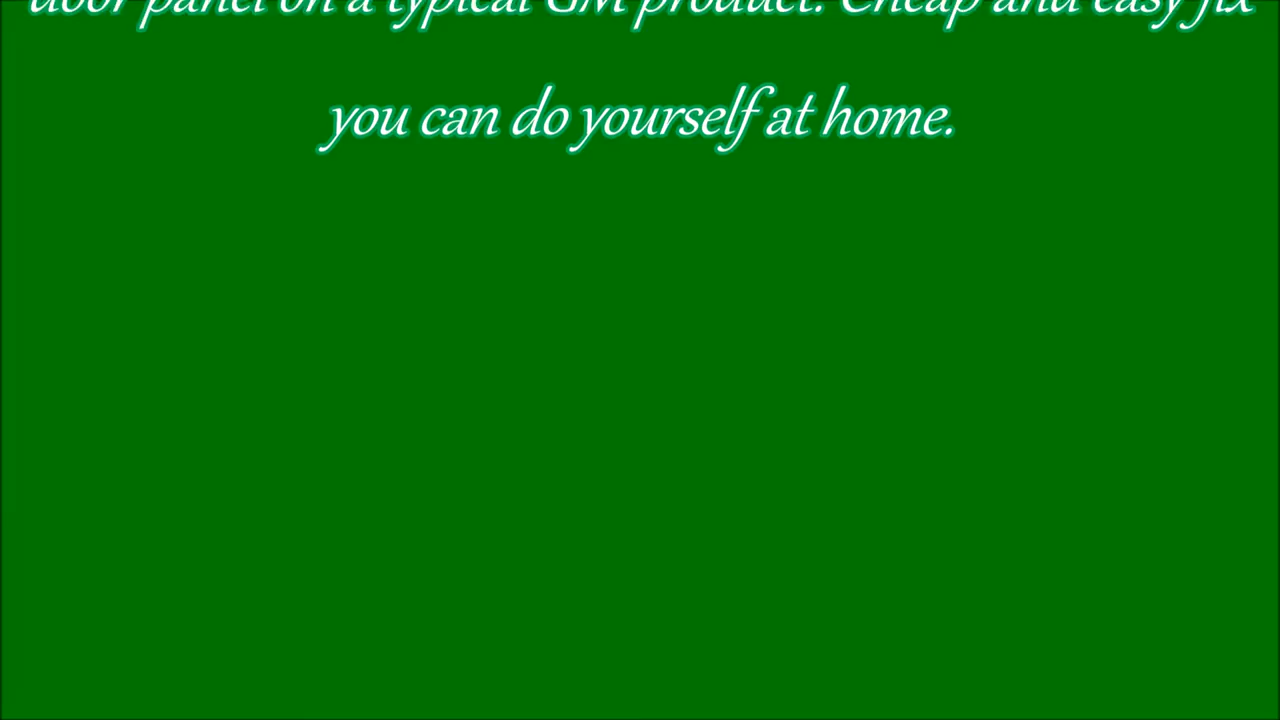 door panel on a typical GM product. Cheap and easy fix
you can do yourself at home.